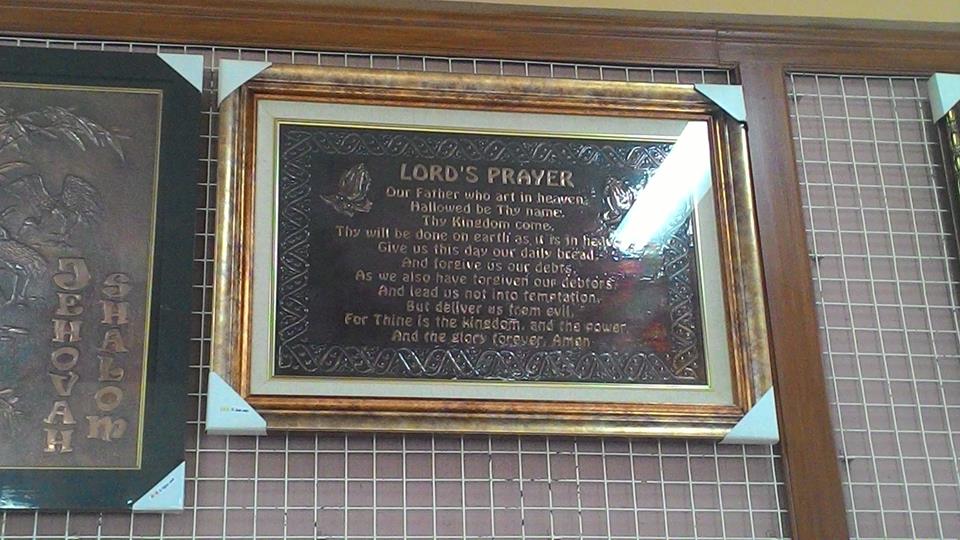 LORD'S PRAYER
Our Father who art in heaven,
Hallowed be Thy name.
Thy Kingdom come.
Thy will be done on earth as it is in heaven
Give us this day our daily bread.
And forgive us our debts,
As we also have forgiven our debtors.
And lead us not into temptation,
But deliver us from evil,
For Thine is the kingdom, and the power,
And the glory forever, Amen
JEHOVAH
SHALOM